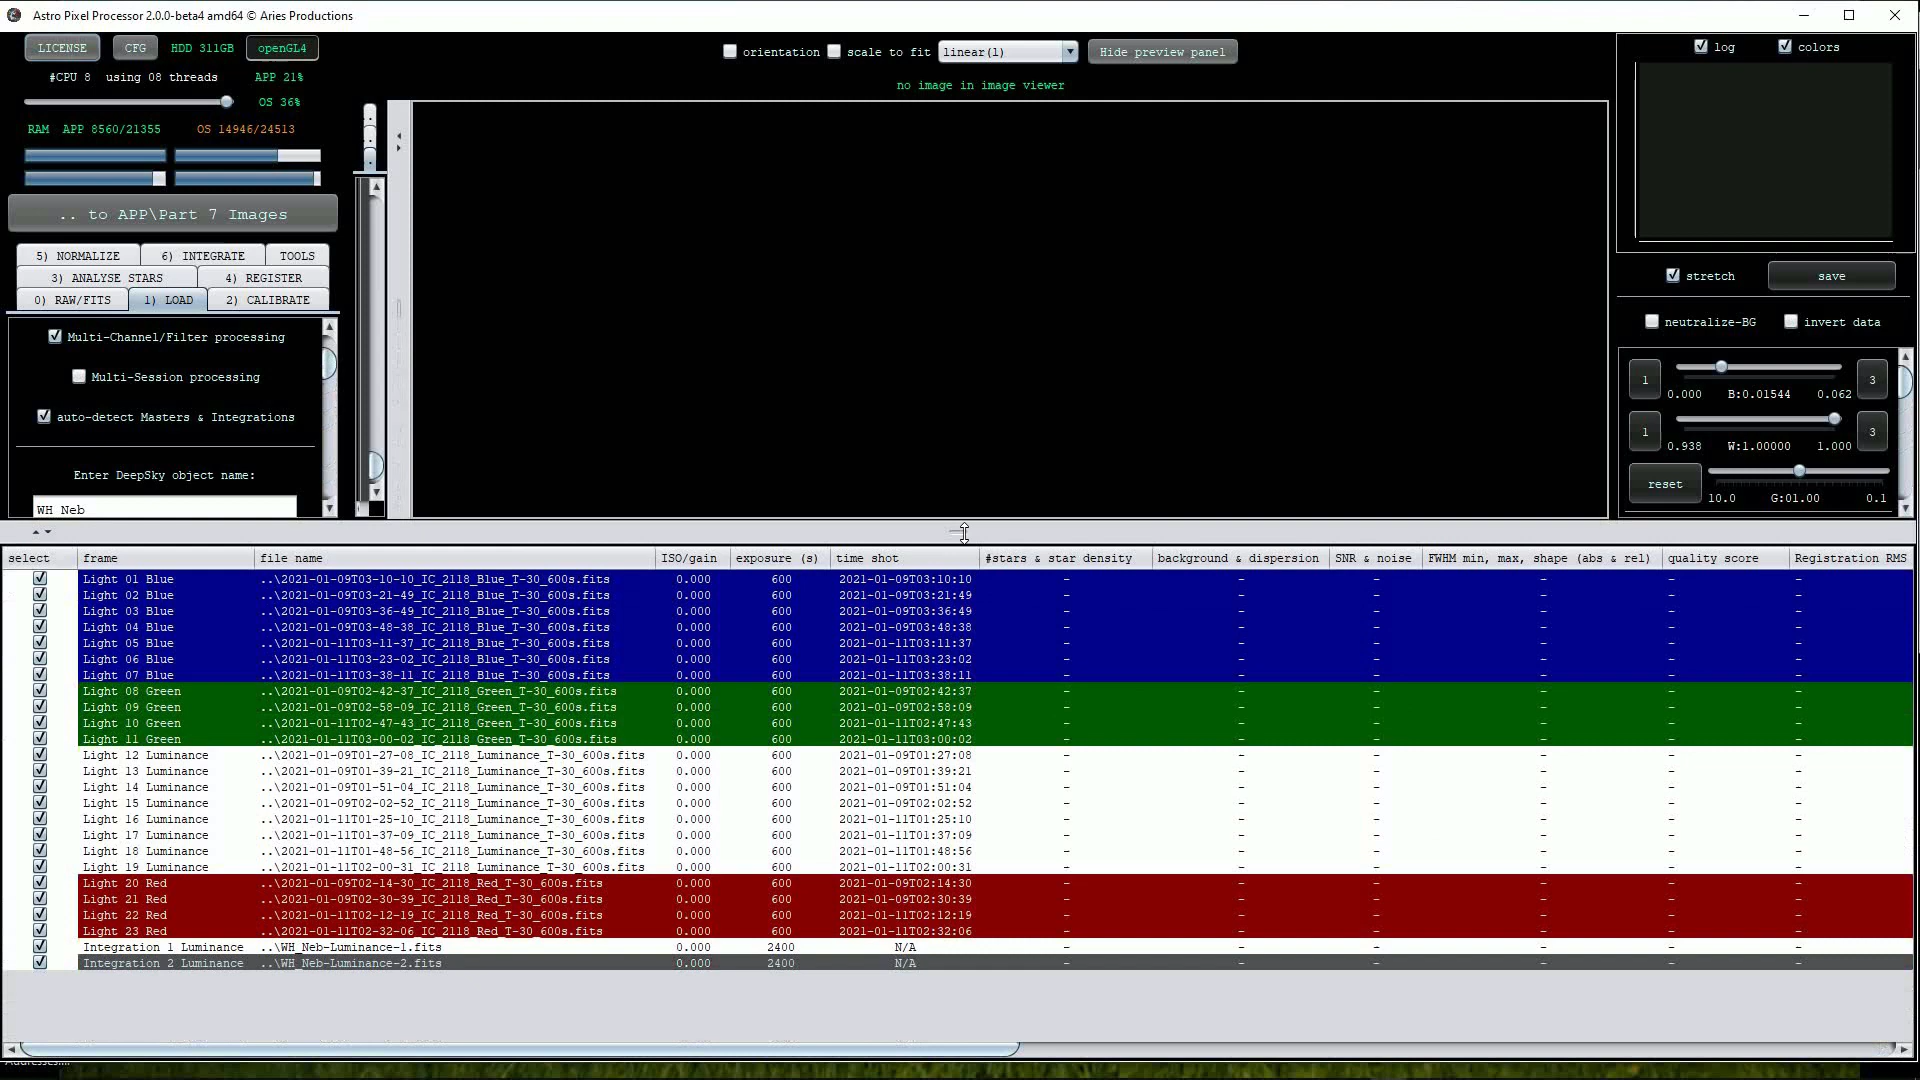 Astro Pixel Processor 2.0.0-beta4 amd64 © Aries Productions
LICENSE CFG HDD 311GB openGL4
#CPU 8 using 08 threads APP 21%
OS 36%
RAM APP 8560/21355 OS 14946/24513
.. to APP\Part 7 Images
5) NORMALIZE 6) INTEGRATE TOOLS
3) ANALYSE STARS 4) REGISTER
0) RAW/FITS 1) LOAD 2) CALIBRATE
Multi-Channel/Filter processing
Multi-Session processing
auto-detect Masters & Integrations
Enter DeepSky object name:
WH Neb
orientation scale to fit linear(l) Hide preview panel
no image in image viewer
log colors
stretch save
neutralize-BG invert data
1 3
0.000 B:0.01544 0.062
1 3
0.938 W:1.00000 1.000
reset 10.0 G:01.00 0.1
select frame file name ISO/gain exposure (s) time shot #stars & star density background & dispersion SNR & noise FWHM min, max, shape (abs & rel) quality score Registration RMS
Light 01 Blue ..\2021-01-09T03-10-10_IC_2118_Blue_T-30_600s.fits 0.000 600 2021-01-09T03:10:10 - - - - - -
Light 02 Blue ..\2021-01-09T03-21-49_IC_2118_Blue_T-30_600s.fits 0.000 600 2021-01-09T03:21:49 - - - - - -
Light 03 Blue ..\2021-01-09T03-36-49_IC_2118_Blue_T-30_600s.fits 0.000 600 2021-01-09T03:36:49 - - - - - -
Light 04 Blue ..\2021-01-09T03-48-38_IC_2118_Blue_T-30_600s.fits 0.000 600 2021-01-09T03:48:38 - - - - - -
Light 05 Blue ..\2021-01-11T03-11-37_IC_2118_Blue_T-30_600s.fits 0.000 600 2021-01-11T03:11:37 - - - - - -
Light 06 Blue ..\2021-01-11T03-23-02_IC_2118_Blue_T-30_600s.fits 0.000 600 2021-01-11T03:23:02 - - - - - -
Light 07 Blue ..\2021-01-11T03-38-11_IC_2118_Blue_T-30_600s.fits 0.000 600 2021-01-11T03:38:11 - - - - - -
Light 08 Green ..\2021-01-09T02-42-37_IC_2118_Green_T-30_600s.fits 0.000 600 2021-01-09T02:42:37 - - - - - -
Light 09 Green ..\2021-01-09T02-58-09_IC_2118_Green_T-30_600s.fits 0.000 600 2021-01-09T02:58:09 - - - - - -
Light 10 Green ..\2021-01-11T02-47-43_IC_2118_Green_T-30_600s.fits 0.000 600 2021-01-11T02:47:43 - - - - - -
Light 11 Green ..\2021-01-11T03-00-02_IC_2118_Green_T-30_600s.fits 0.000 600 2021-01-11T03:00:02 - - - - - -
Light 12 Luminance ..\2021-01-09T01-27-08_IC_2118_Luminance_T-30_600s.fits 0.000 600 2021-01-09T01:27:08 - - - - - -
Light 13 Luminance ..\2021-01-09T01-39-21_IC_2118_Luminance_T-30_600s.fits 0.000 600 2021-01-09T01:39:21 - - - - - -
Light 14 Luminance ..\2021-01-09T01-51-04_IC_2118_Luminance_T-30_600s.fits 0.000 600 2021-01-09T01:51:04 - - - - - -
Light 15 Luminance ..\2021-01-09T02-02-52_IC_2118_Luminance_T-30_600s.fits 0.000 600 2021-01-09T02:02:52 - - - - - -
Light 16 Luminance ..\2021-01-11T01-25-10_IC_2118_Luminance_T-30_600s.fits 0.000 600 2021-01-11T01:25:10 - - - - - -
Light 17 Luminance ..\2021-01-11T01-37-09_IC_2118_Luminance_T-30_600s.fits 0.000 600 2021-01-11T01:37:09 - - - - - -
Light 18 Luminance ..\2021-01-11T01-48-56_IC_2118_Luminance_T-30_600s.fits 0.000 600 2021-01-11T01:48:56 - - - - - -
Light 19 Luminance ..\2021-01-11T02-00-31_IC_2118_Luminance_T-30_600s.fits 0.000 600 2021-01-11T02:00:31 - - - - - -
Light 20 Red ..\2021-01-09T02-14-30_IC_2118_Red_T-30_600s.fits 0.000 600 2021-01-09T02:14:30 - - - - - -
Light 21 Red ..\2021-01-09T02-30-39_IC_2118_Red_T-30_600s.fits 0.000 600 2021-01-09T02:30:39 - - - - - -
Light 22 Red ..\2021-01-11T02-12-19_IC_2118_Red_T-30_600s.fits 0.000 600 2021-01-11T02:12:19 - - - - - -
Light 23 Red ..\2021-01-11T02-32-06_IC_2118_Red_T-30_600s.fits 0.000 600 2021-01-11T02:32:06 - - - - - -
Integration 1 Luminance ..\WH_Neb-Luminance-1.fits 0.000 2400 N/A - - - - - -
Integration 2 Luminance ..\WH_Neb-Luminance-2.fits 0.000 2400 N/A - - - - - -